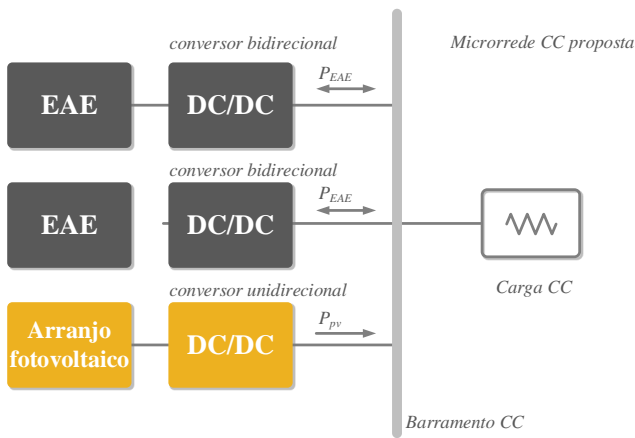 conversor bidirecional
Microrrede CC proposta
EAE
DC/DC
P_EAE
conversor bidirecional
EAE
DC/DC
P_EAE
Carga CC
conversor unidirecional
Arranjo
fotovoltaico
DC/DC
P_pv
Barramento CC